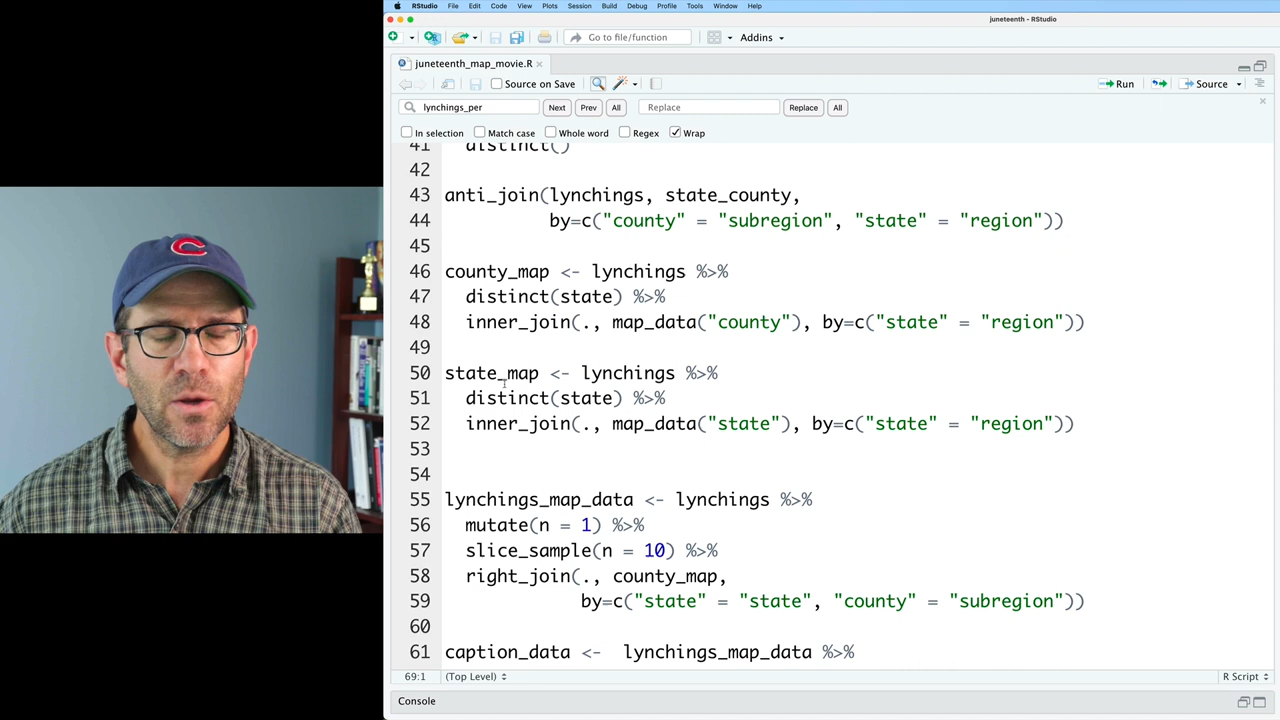 RStudio File Edit Code View Plots Session Build Debug Profile Tools Window Help
juneteenth - RStudio
Go to file/function Addins
juneteenth_map_movie.R
Source on Save Run Source
lynchings_per Next Prev All Replace Replace All
In selection Match case Whole word Regex Wrap
41 distinct()
42
43 anti_join(lynchings, state_county,
44 by=c("county" = "subregion", "state" = "region"))
45
46 county_map <- lynchings %>%
47 distinct(state) %>%
48 inner_join(., map_data("county"), by=c("state" = "region"))
49
50 state_map <- lynchings %>%
51 distinct(state) %>%
52 inner_join(., map_data("state"), by=c("state" = "region"))
53
54
55 lynchings_map_data <- lynchings %>%
56 mutate(n = 1) %>%
57 slice_sample(n = 10) %>%
58 right_join(., county_map,
59 by=c("state" = "state", "county" = "subregion"))
60
61 caption_data <- lynchings_map_data %>%
69:1 (Top Level) R Script
Console
C